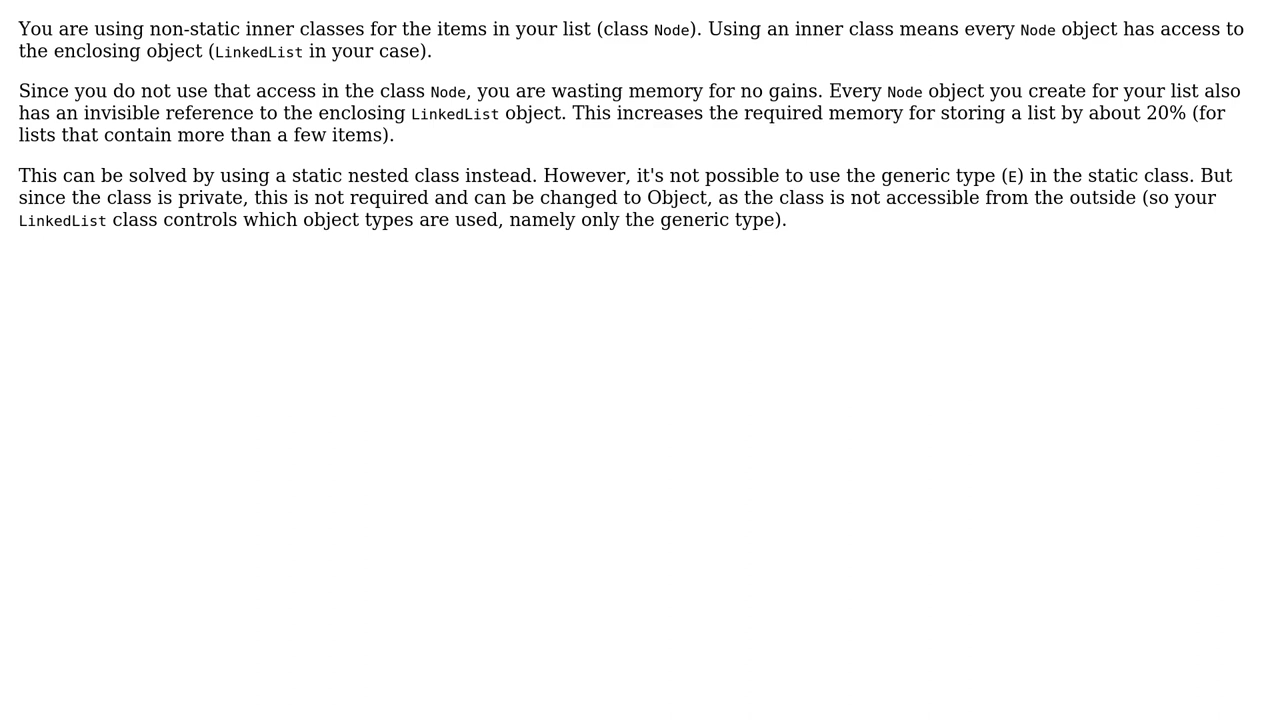 You are using non-static inner classes for the items in your list (class Node). Using an inner class means every Node object has access to
the enclosing object (LinkedList in your case).
Since you do not use that access in the class Node, you are wasting memory for no gains. Every Node object you create for your list also
has an invisible reference to the enclosing LinkedList object. This increases the required memory for storing a list by about 20% (for
lists that contain more than a few items).
This can be solved by using a static nested class instead. However, it's not possible to use the generic type (E) in the static class. But
since the class is private, this is not required and can be changed to Object, as the class is not accessible from the outside (so your
LinkedList class controls which object types are used, namely only the generic type).